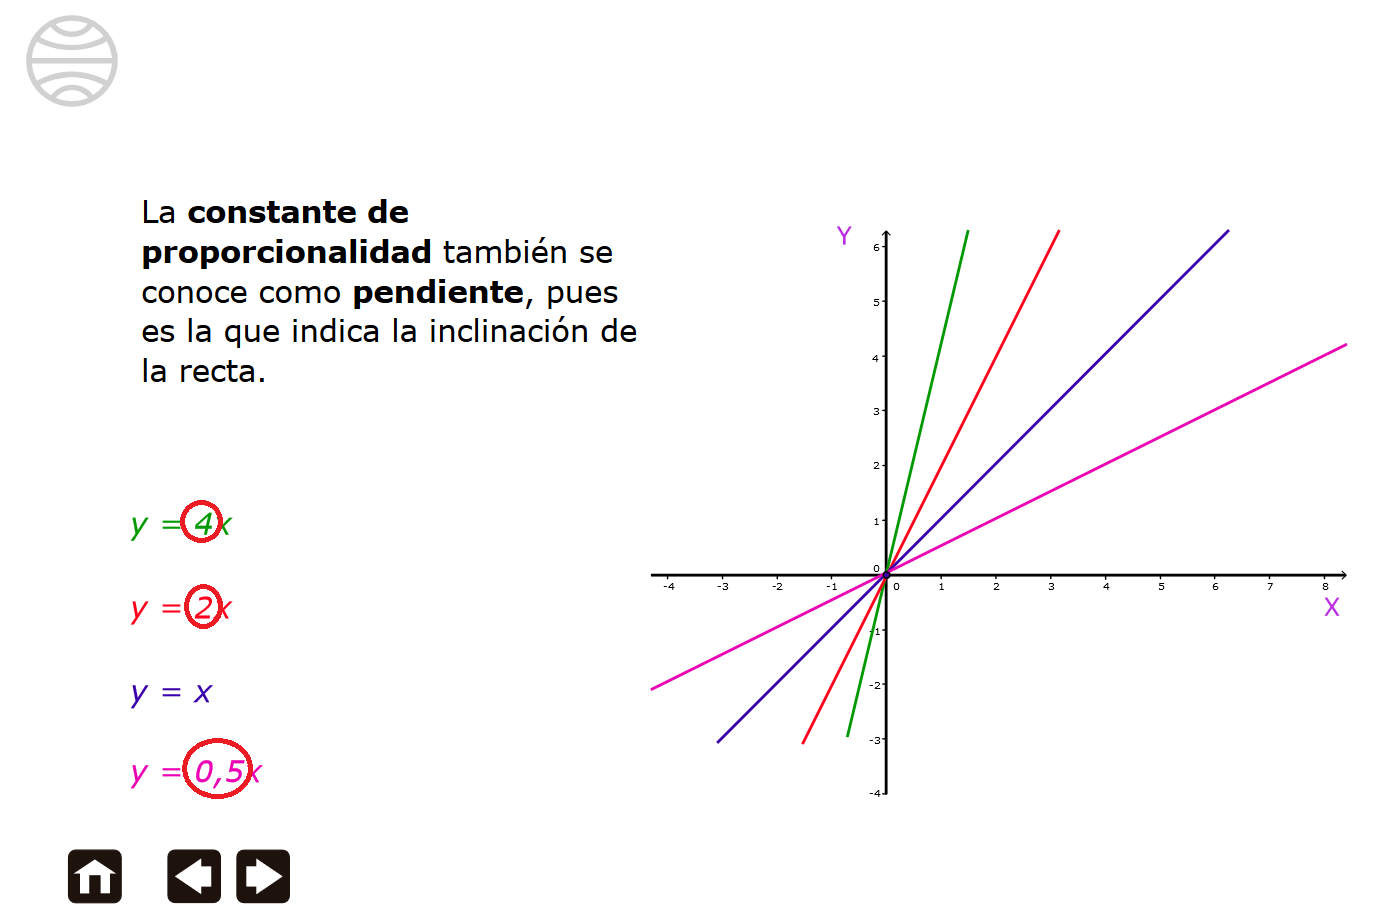 La constante de
proporcionalidad también se
conoce como pendiente, pues
es la que indica la inclinación de
la recta.
y = 4x
y = 2x
y = x
y = 0,5x
Y
6
5
4
3
2
1
0
-4 -3 -2 -1 0 1 2 3 4 5 6 7 8
X
-1
-2
-3
-4